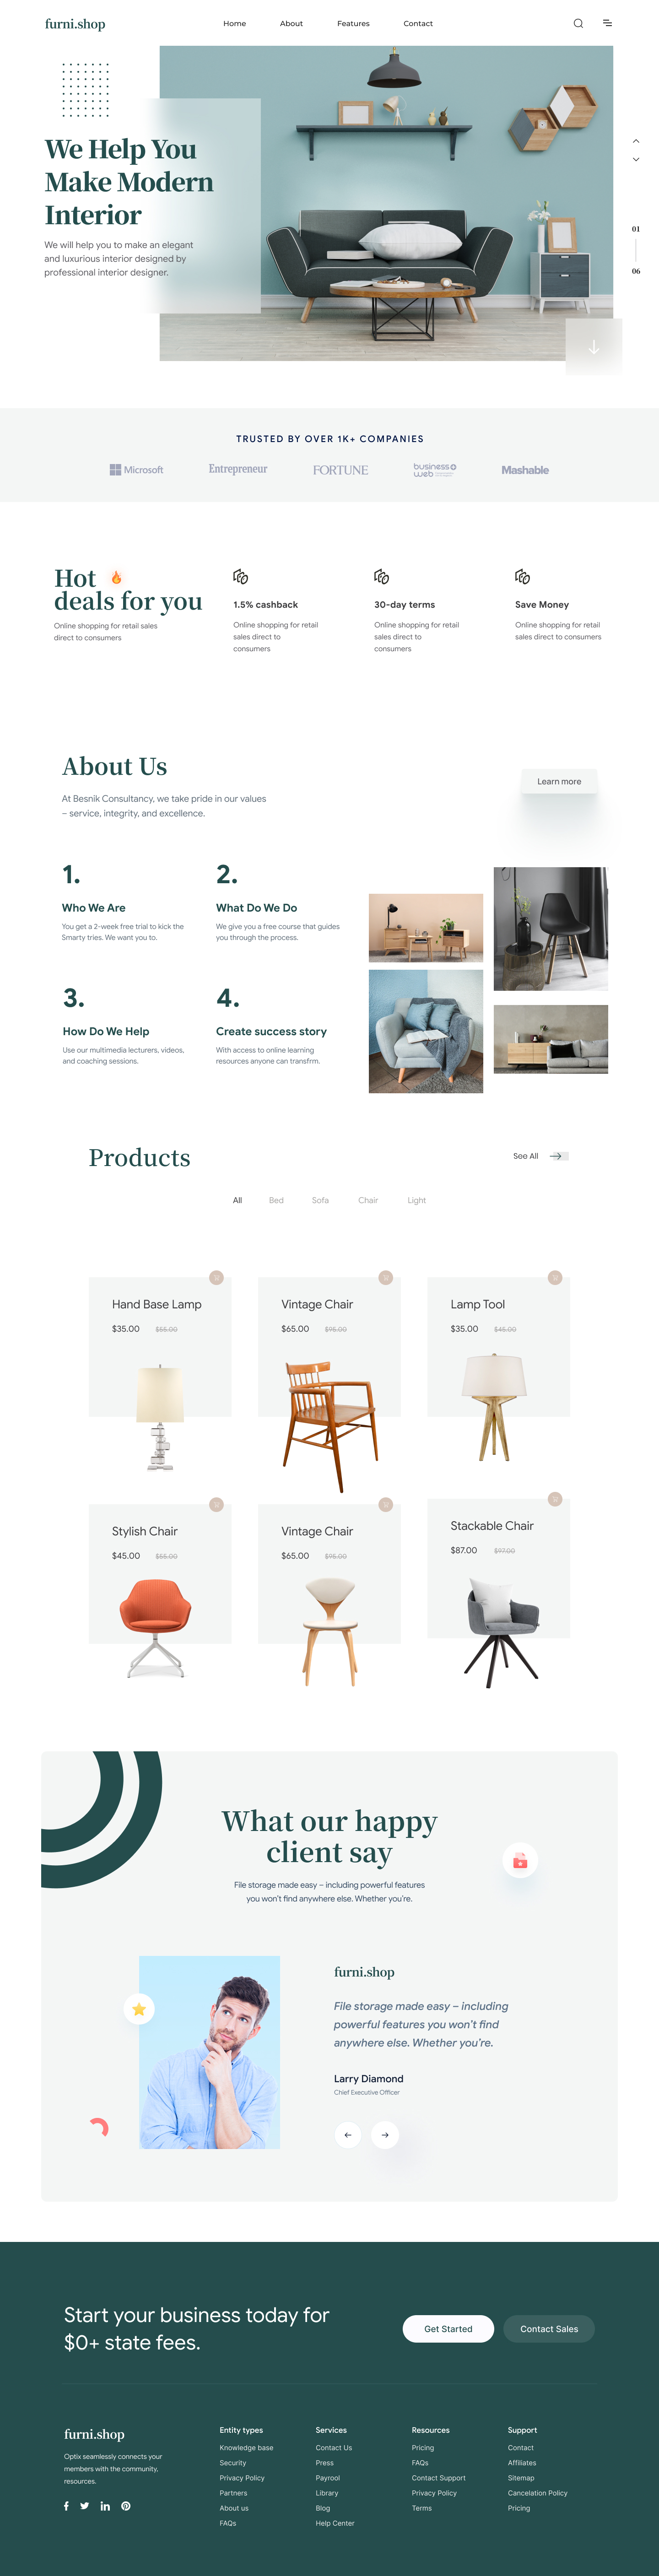 furni.shop
Home
About
Features
Contact
We Help You
Make Modern
Interior
We will help you to make an elegant
and luxurious interior designed by
professional interior designer.
01
06
TRUSTED BY OVER 1K+ COMPANIES
Microsoft
Entrepreneur
FORTUNE
business+
web
Mashable
Hot
deals for you
Online shopping for retail sales
direct to consumers
1.5% cashback
Online shopping for retail
sales direct to
consumers
30-day terms
Online shopping for retail
sales direct to
consumers
Save Money
Online shopping for retail
sales direct to consumers
About Us
At Besnik Consultancy, we take pride in our values
– service, integrity, and excellence.
Learn more
1.
Who We Are
You get a 2-week free trial to kick the
Smarty tries. We want you to.
2.
What Do We Do
We give you a free course that guides
you through the process.
3.
How Do We Help
Use our multimedia lecturers, videos,
and coaching sessions.
4.
Create success story
With access to online learning
resources anyone can transfrm.
Products
See All
All
Bed
Sofa
Chair
Light
Hand Base Lamp
$35.00 $55.00
Vintage Chair
$65.00 $95.00
Lamp Tool
$35.00 $45.00
Stylish Chair
$45.00 $55.00
Vintage Chair
$65.00 $95.00
Stackable Chair
$87.00 $97.00
What our happy
client say
File storage made easy – including powerful features
you won't find anywhere else. Whether you're.
furni.shop
File storage made easy – including
powerful features you won't find
anywhere else. Whether you're.
Larry Diamond
Chief Executive Officer
Start your business today for
$0+ state fees.
Get Started
Contact Sales
furni.shop
Optix seamlessly connects your
members with the community,
resources.
Entity types
Knowledge base
Security
Privacy Policy
Partners
About us
FAQs
Services
Contact Us
Press
Payrool
Library
Blog
Help Center
Resources
Pricing
FAQs
Contact Support
Privacy Policy
Terms
Support
Contact
Affiliates
Sitemap
Cancelation Policy
Pricing